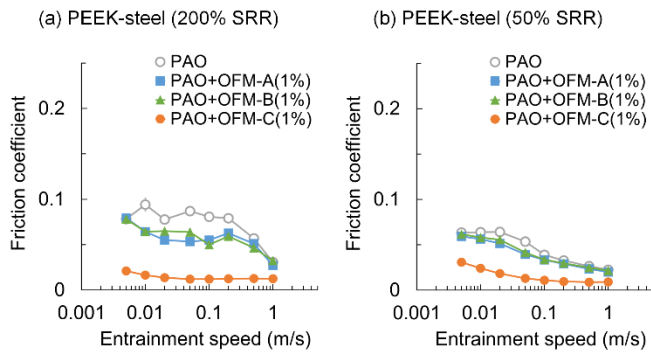 (a) PEEK-steel (200% SRR)
PAO
PAO+OFM-A(1%)
PAO+OFM-B(1%)
PAO+OFM-C(1%)
Friction coefficient
0.2
0.1
0
0.001
0.01
0.1
1
Entrainment speed (m/s)
(b) PEEK-steel (50% SRR)
PAO
PAO+OFM-A(1%)
PAO+OFM-B(1%)
PAO+OFM-C(1%)
Friction coefficient
0.2
0.1
0
0.001
0.01
0.1
1
Entrainment speed (m/s)